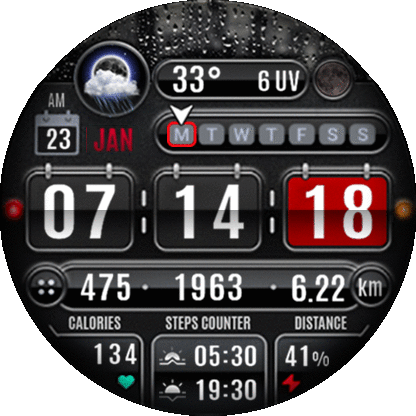 33° 6 UV
AM
23 JAN
M T W T F S S
07 : 14 : 18
475 · 1963 · 6.22 km
CALORIES STEPS COUNTER DISTANCE
134 05:30 41%
19:30